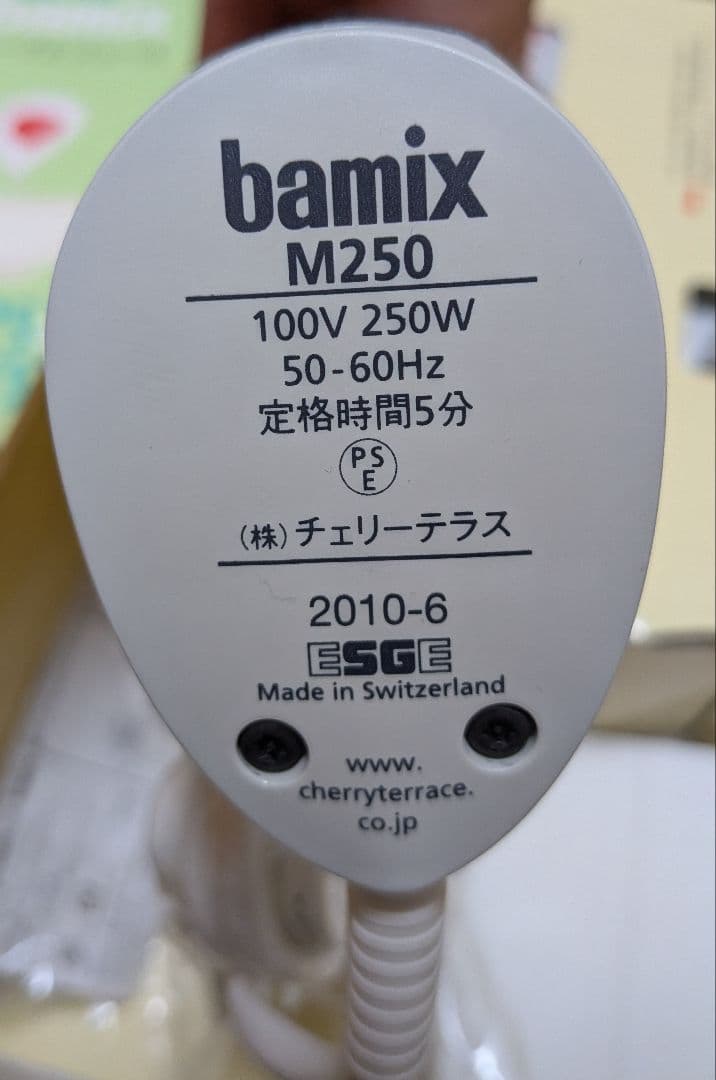 bamix
M250
100V 250W
50-60Hz
定格時間5分
PS
E
(株)チェリーテラス
2010-6
ESGE
Made in Switzerland
www.
cherryterrace.
co.jp